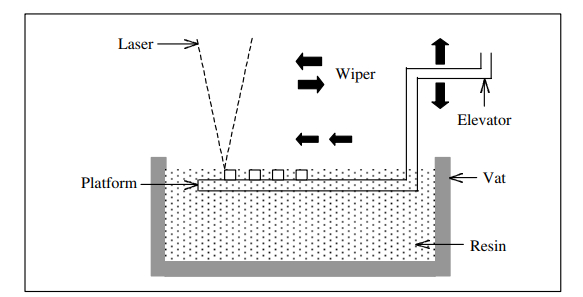 Laser
Wiper
Elevator
Platform
Vat
Resin